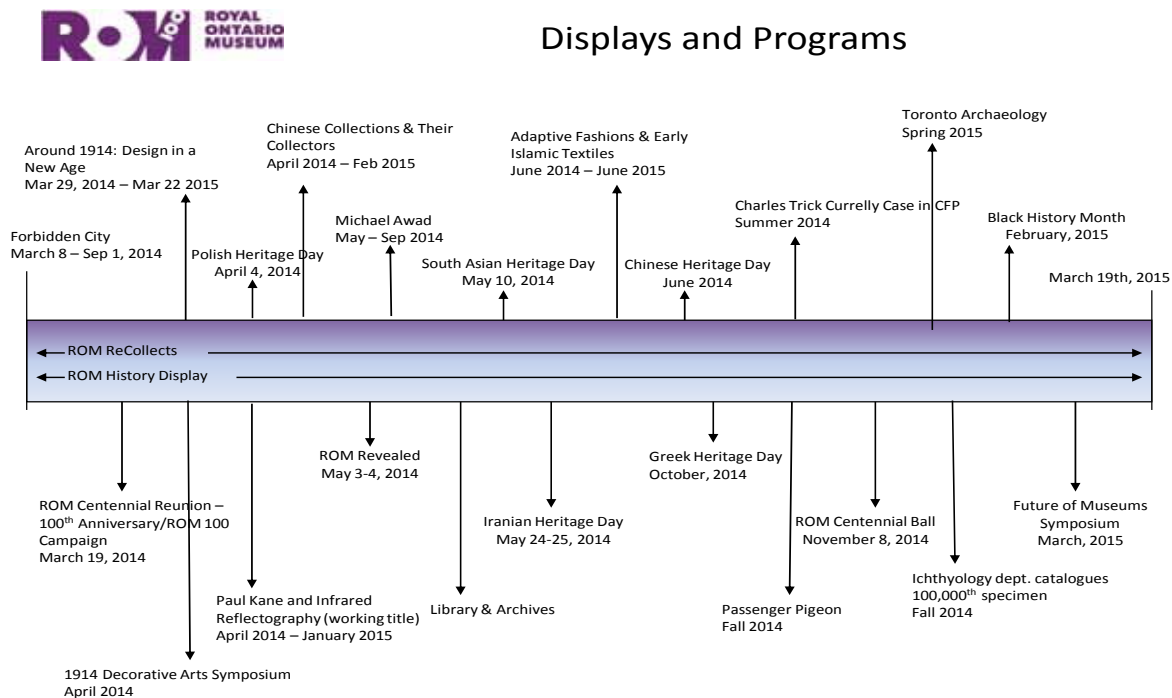 ROM 100
ROYAL
ONTARIO
MUSEUM
Displays and Programs
Around 1914: Design in a
New Age
Mar 29, 2014 – Mar 22 2015
Chinese Collections & Their
Collectors
April 2014 – Feb 2015
Adaptive Fashions & Early
Islamic Textiles
June 2014 – June 2015
Toronto Archaeology
Spring 2015
Forbidden City
March 8 – Sep 1, 2014
Polish Heritage Day
April 4, 2014
Michael Awad
May – Sep 2014
South Asian Heritage Day
May 10, 2014
Chinese Heritage Day
June 2014
Charles Trick Currelly Case in CFP
Summer 2014
Black History Month
February, 2015
March 19th, 2015
ROM ReCollects
ROM History Display
ROM Centennial Reunion –
100th Anniversary/ROM 100
Campaign
March 19, 2014
ROM Revealed
May 3-4, 2014
Iranian Heritage Day
May 24-25, 2014
Greek Heritage Day
October, 2014
ROM Centennial Ball
November 8, 2014
Future of Museums
Symposium
March, 2015
Paul Kane and Infrared
Reflectography (working title)
April 2014 – January 2015
Library & Archives
Passenger Pigeon
Fall 2014
Ichthyology dept. catalogues
100,000th specimen
Fall 2014
1914 Decorative Arts Symposium
April 2014